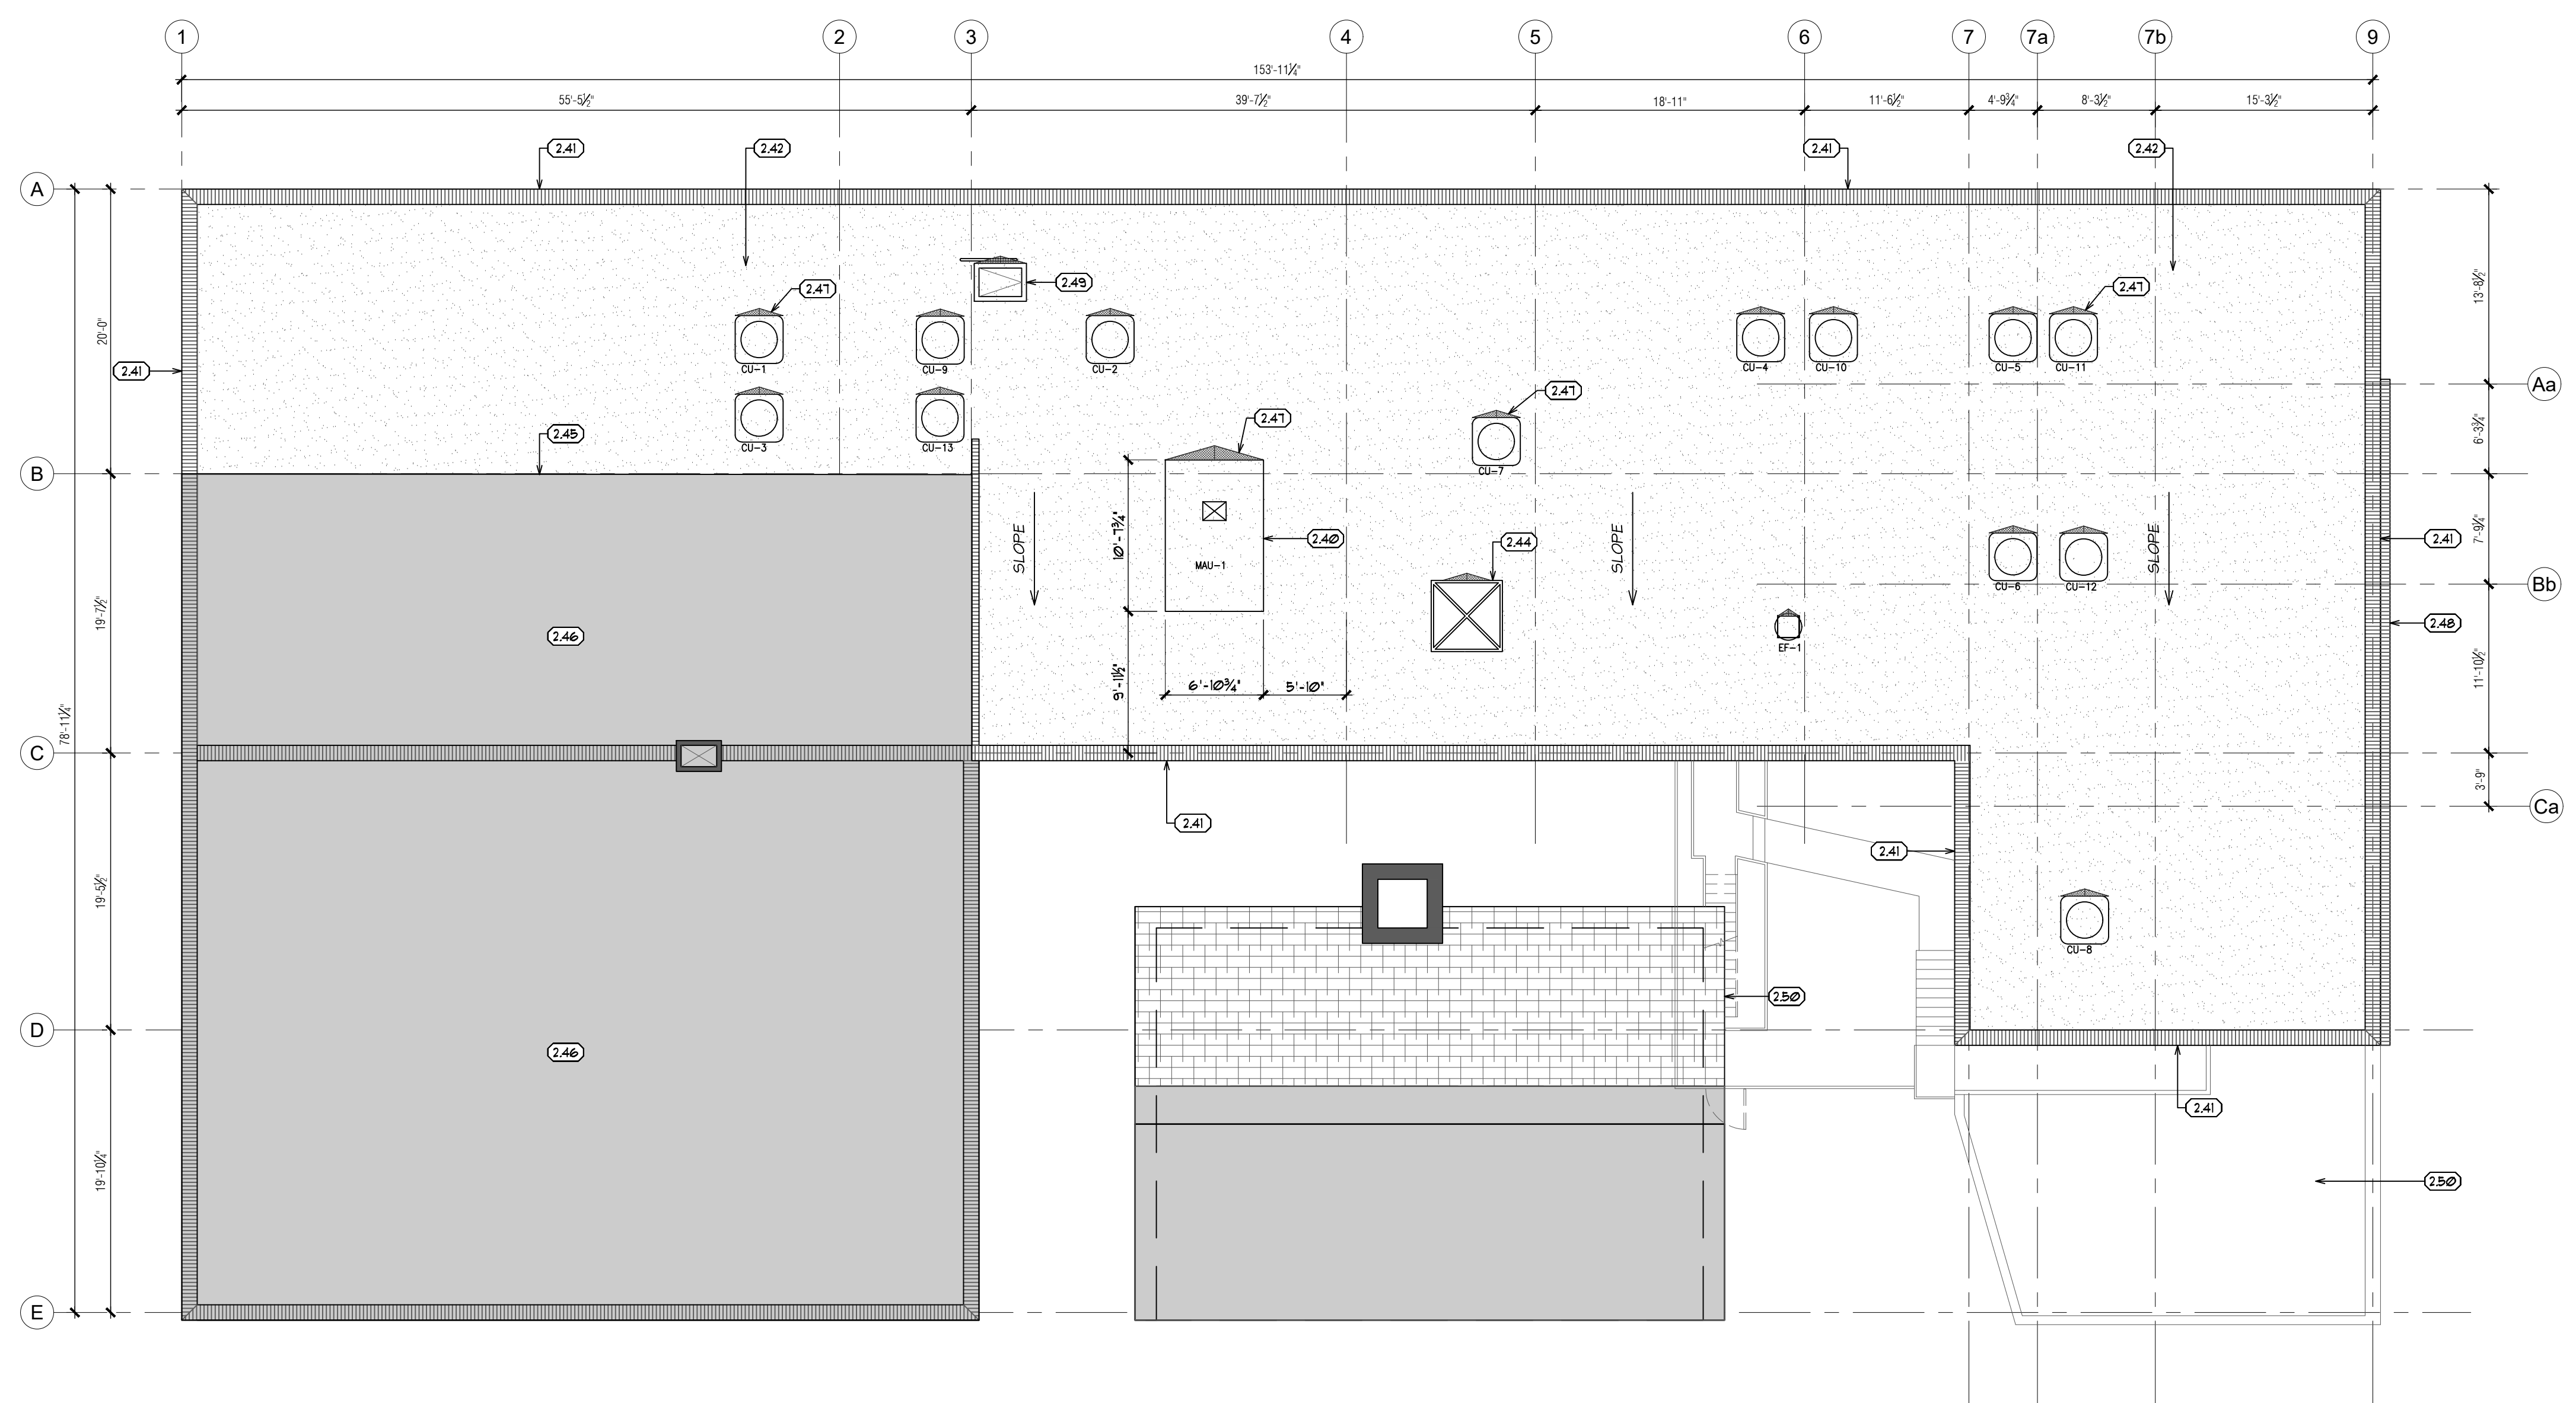 1 2 3 4 5 6 7 7a 7b 9
153'-11¼"
55'-5½" 39'-7½" 18'-11" 11'-6½" 4'-9¾" 8'-3½" 15'-3½"
2.41 2.42 2.41 2.42
A
13'-8½"
2.49
2.47 2.47
20'-0"
CU-1 CU-9 CU-2 CU-4 CU-10 CU-5 CU-11
2.41
Aa
2.47
2.47
6'-3¾"
2.45
CU-3 CU-13
B
CU-7
SLOPE 10'-7¾" 2.40 2.44 SLOPE SLOPE 2.41 7'-9¼"
MAU-1
CU-6 CU-12
Bb
19'-7½"
2.46
2.48
EF-1
9'-11½"
6'-10¾" 5'-10"
11'-10½"
78'-11¼"
C
3'-9"
Ca
2.41
2.41
19'-5½"
CU-8
2.50
D
2.46
2.41
19'-10¼"
2.50
E